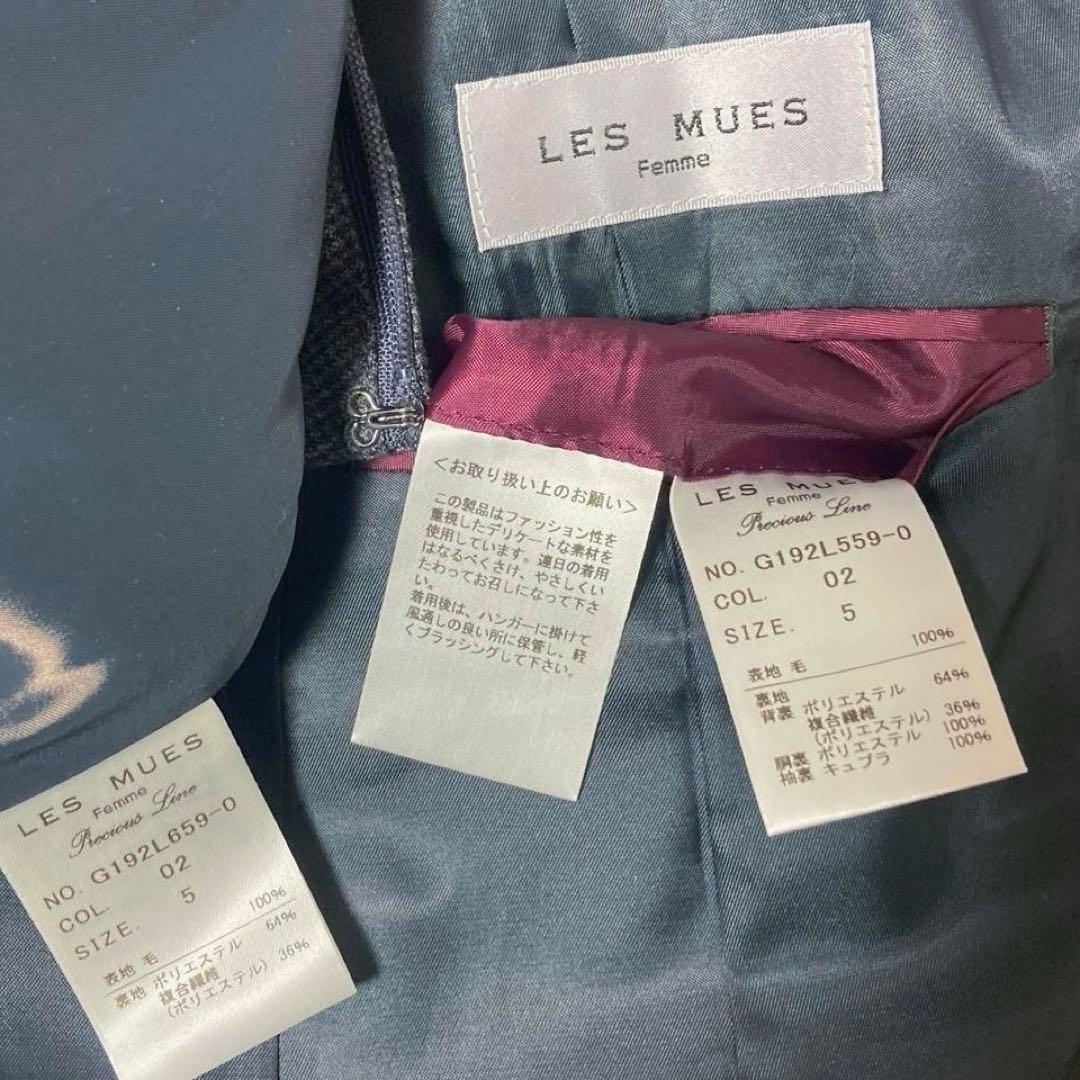 LES MUES
Femme
<お取り扱い上のお願い>
この製品はファッション性を
重視したデリケートな素材を
使用しています。連日の着用
はなるべくさけ、やさしくい
たわってお召しになって下さ
い。
着用後は、ハンガーに掛けて
風通しの良い所に保管し、軽
くブラッシングして下さい。
LES MUES
Femme
Precious Line
NO. G192L559-0
COL. 02
SIZE. 5
表地 毛 100%
裏地
背裏 ポリエステル 64%
複合繊維 36%
(ポリエステル)
胴裏 ポリエステル 100%
袖裏 キュプラ 100%
LES MUES
Femme
Precious Line
NO. G192L659-0
COL. 02
SIZE. 5
表地 毛 100%
裏地 ポリエステル 64%
複合繊維 36%
(ポリエステル)